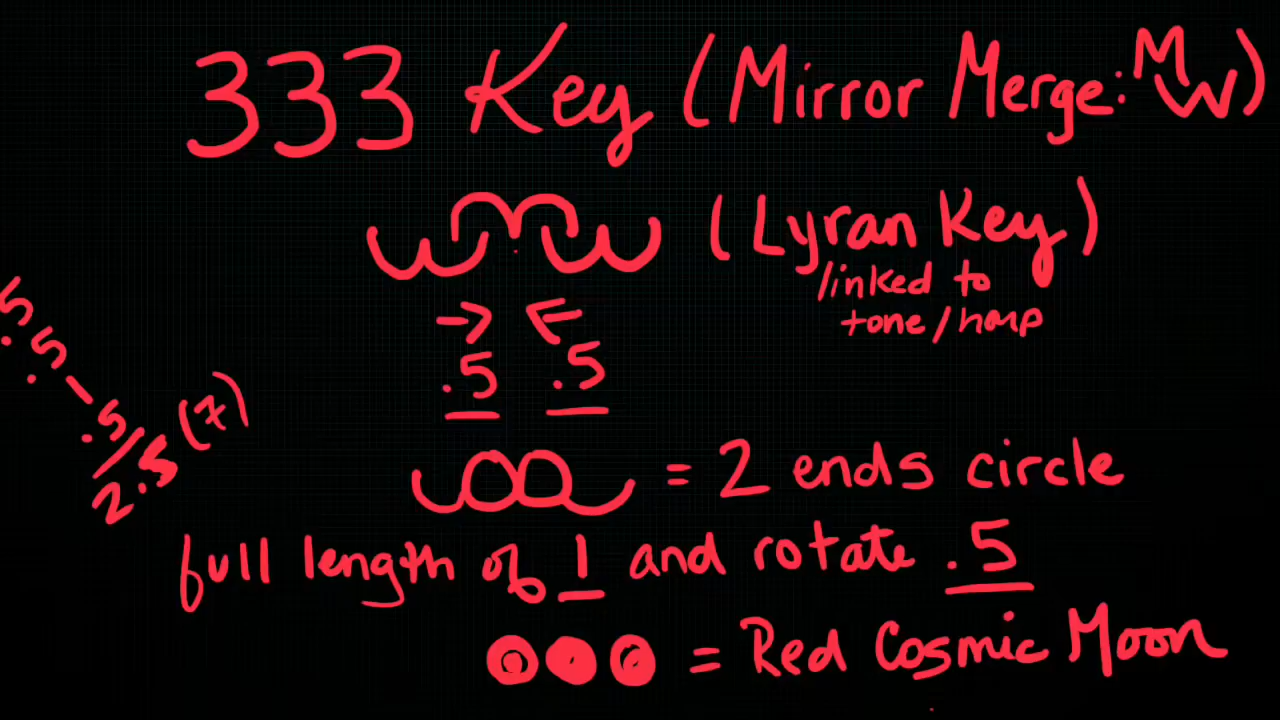 333 Key (Mirror Merge: MW)
(Lyran Key)
linked to
tone/harp
.5 .5
.5
.5
.5
2.5 (7)
= 2 ends circle
full length of 1 and rotate .5
= Red Cosmic Moon